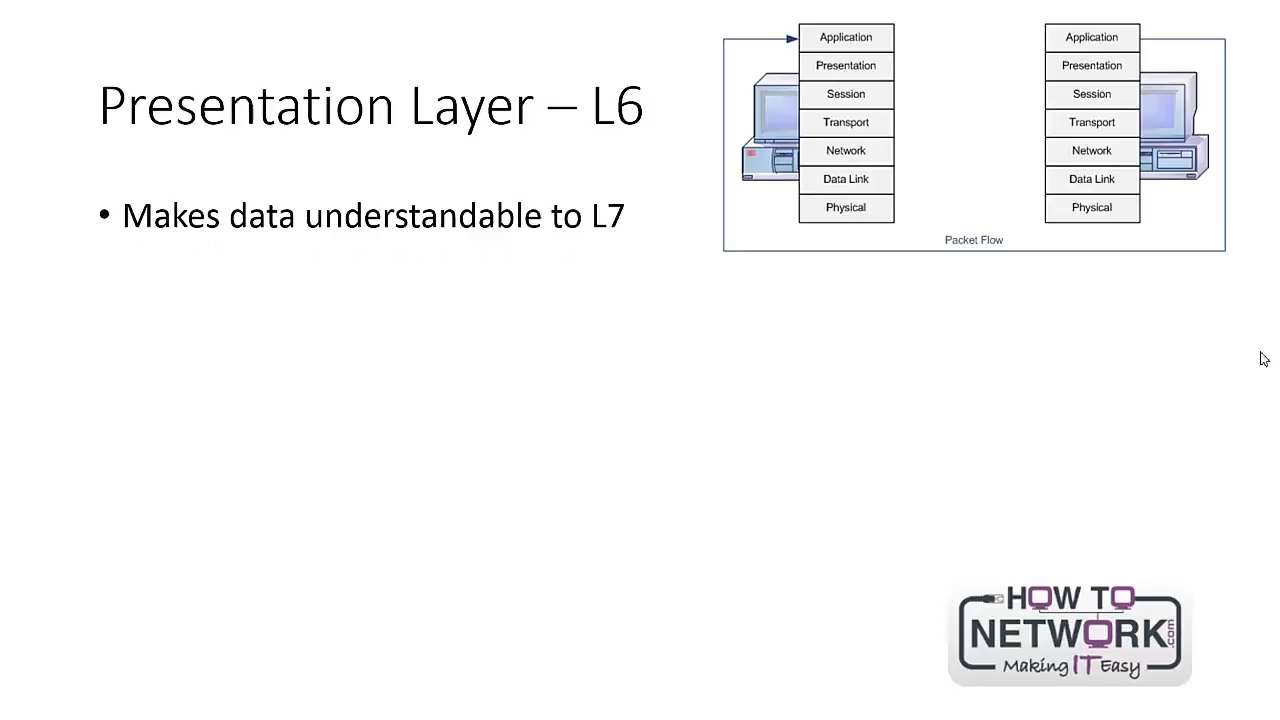 Presentation Layer – L6
• Makes data understandable to L7
Application
Presentation
Session
Transport
Network
Data Link
Physical
Application
Presentation
Session
Transport
Network
Data Link
Physical
Packet Flow
HOW TO
NETWORK.com
Making IT Easy